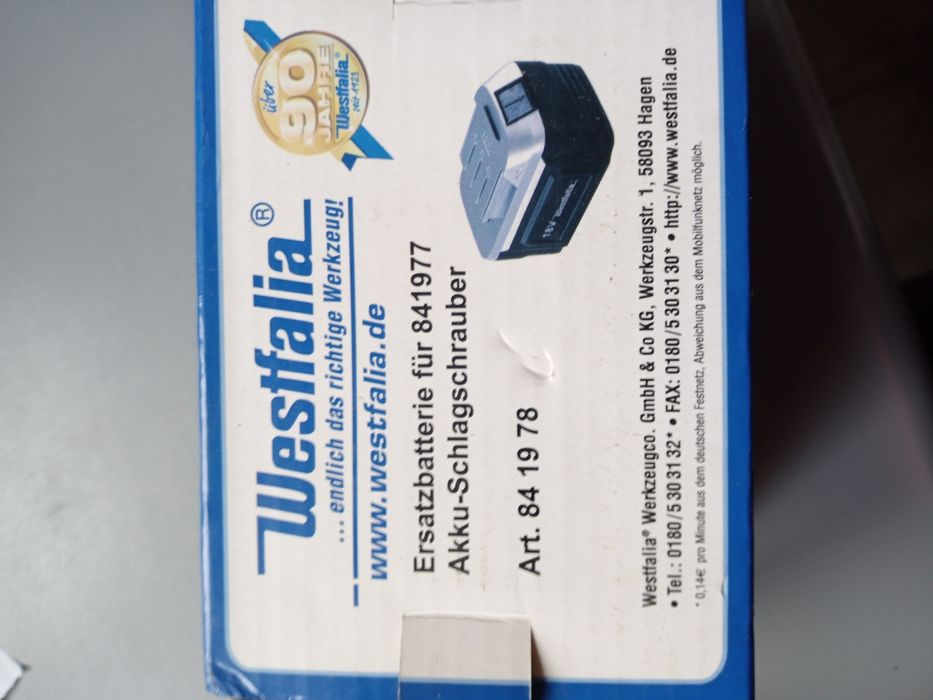 Westfalia®
...endlich das richtige Werkzeug!
www.westfalia.de
über
90
JAHRE
Westfalia®
seit 1923
Ersatzbatterie für 841977
Akku-Schlagschrauber
Art. 84 19 78
18V Westfalia
Westfalia® Werkzeugco. GmbH & Co KG, Werkzeugstr. 1, 58093 Hagen
• Tel.: 0180/5 30 31 32* • FAX: 0180/5 30 31 30* • http://www.westfalia.de
* 0,14€ pro Minute aus dem deutschen Festnetz, Abweichung aus dem Mobilfunknetz möglich.